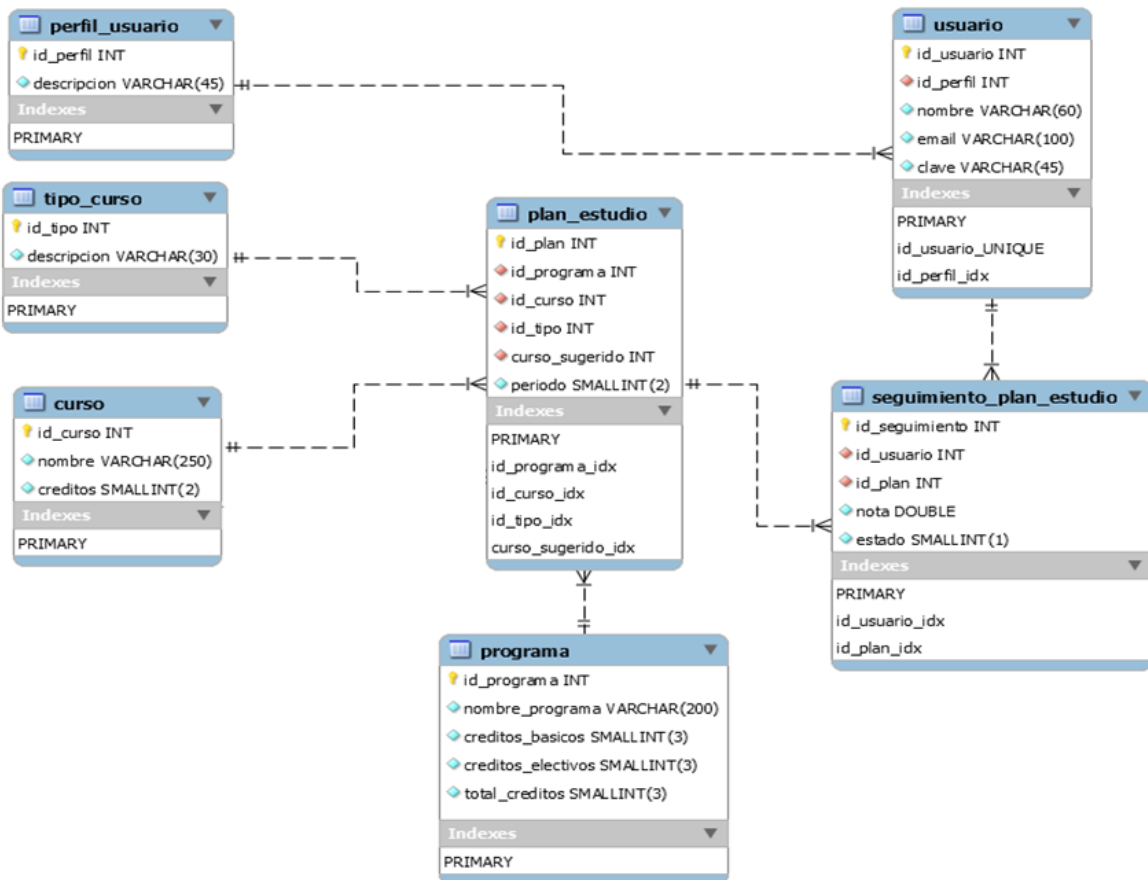 perfil_usuario
id_perfil INT
descripcion VARCHAR(45)
Indexes
PRIMARY
usuario
id_usuario INT
id_perfil INT
nombre VARCHAR(60)
email VARCHAR(100)
clave VARCHAR(45)
Indexes
PRIMARY
id_usuario_UNIQUE
id_perfil_idx
tipo_curso
id_tipo INT
descripcion VARCHAR(30)
Indexes
PRIMARY
plan_estudio
id_plan INT
id_programa INT
id_curso INT
id_tipo INT
curso_sugerido INT
periodo SMALLINT(2)
Indexes
PRIMARY
id_programa_idx
id_curso_idx
id_tipo_idx
curso_sugerido_idx
curso
id_curso INT
nombre VARCHAR(250)
creditos SMALLINT(2)
Indexes
PRIMARY
seguimiento_plan_estudio
id_seguimiento INT
id_usuario INT
id_plan INT
nota DOUBLE
estado SMALLINT(1)
Indexes
PRIMARY
id_usuario_idx
id_plan_idx
programa
id_programa INT
nombre_programa VARCHAR(200)
creditos_basicos SMALLINT(3)
creditos_electivos SMALLINT(3)
total_creditos SMALLINT(3)
Indexes
PRIMARY